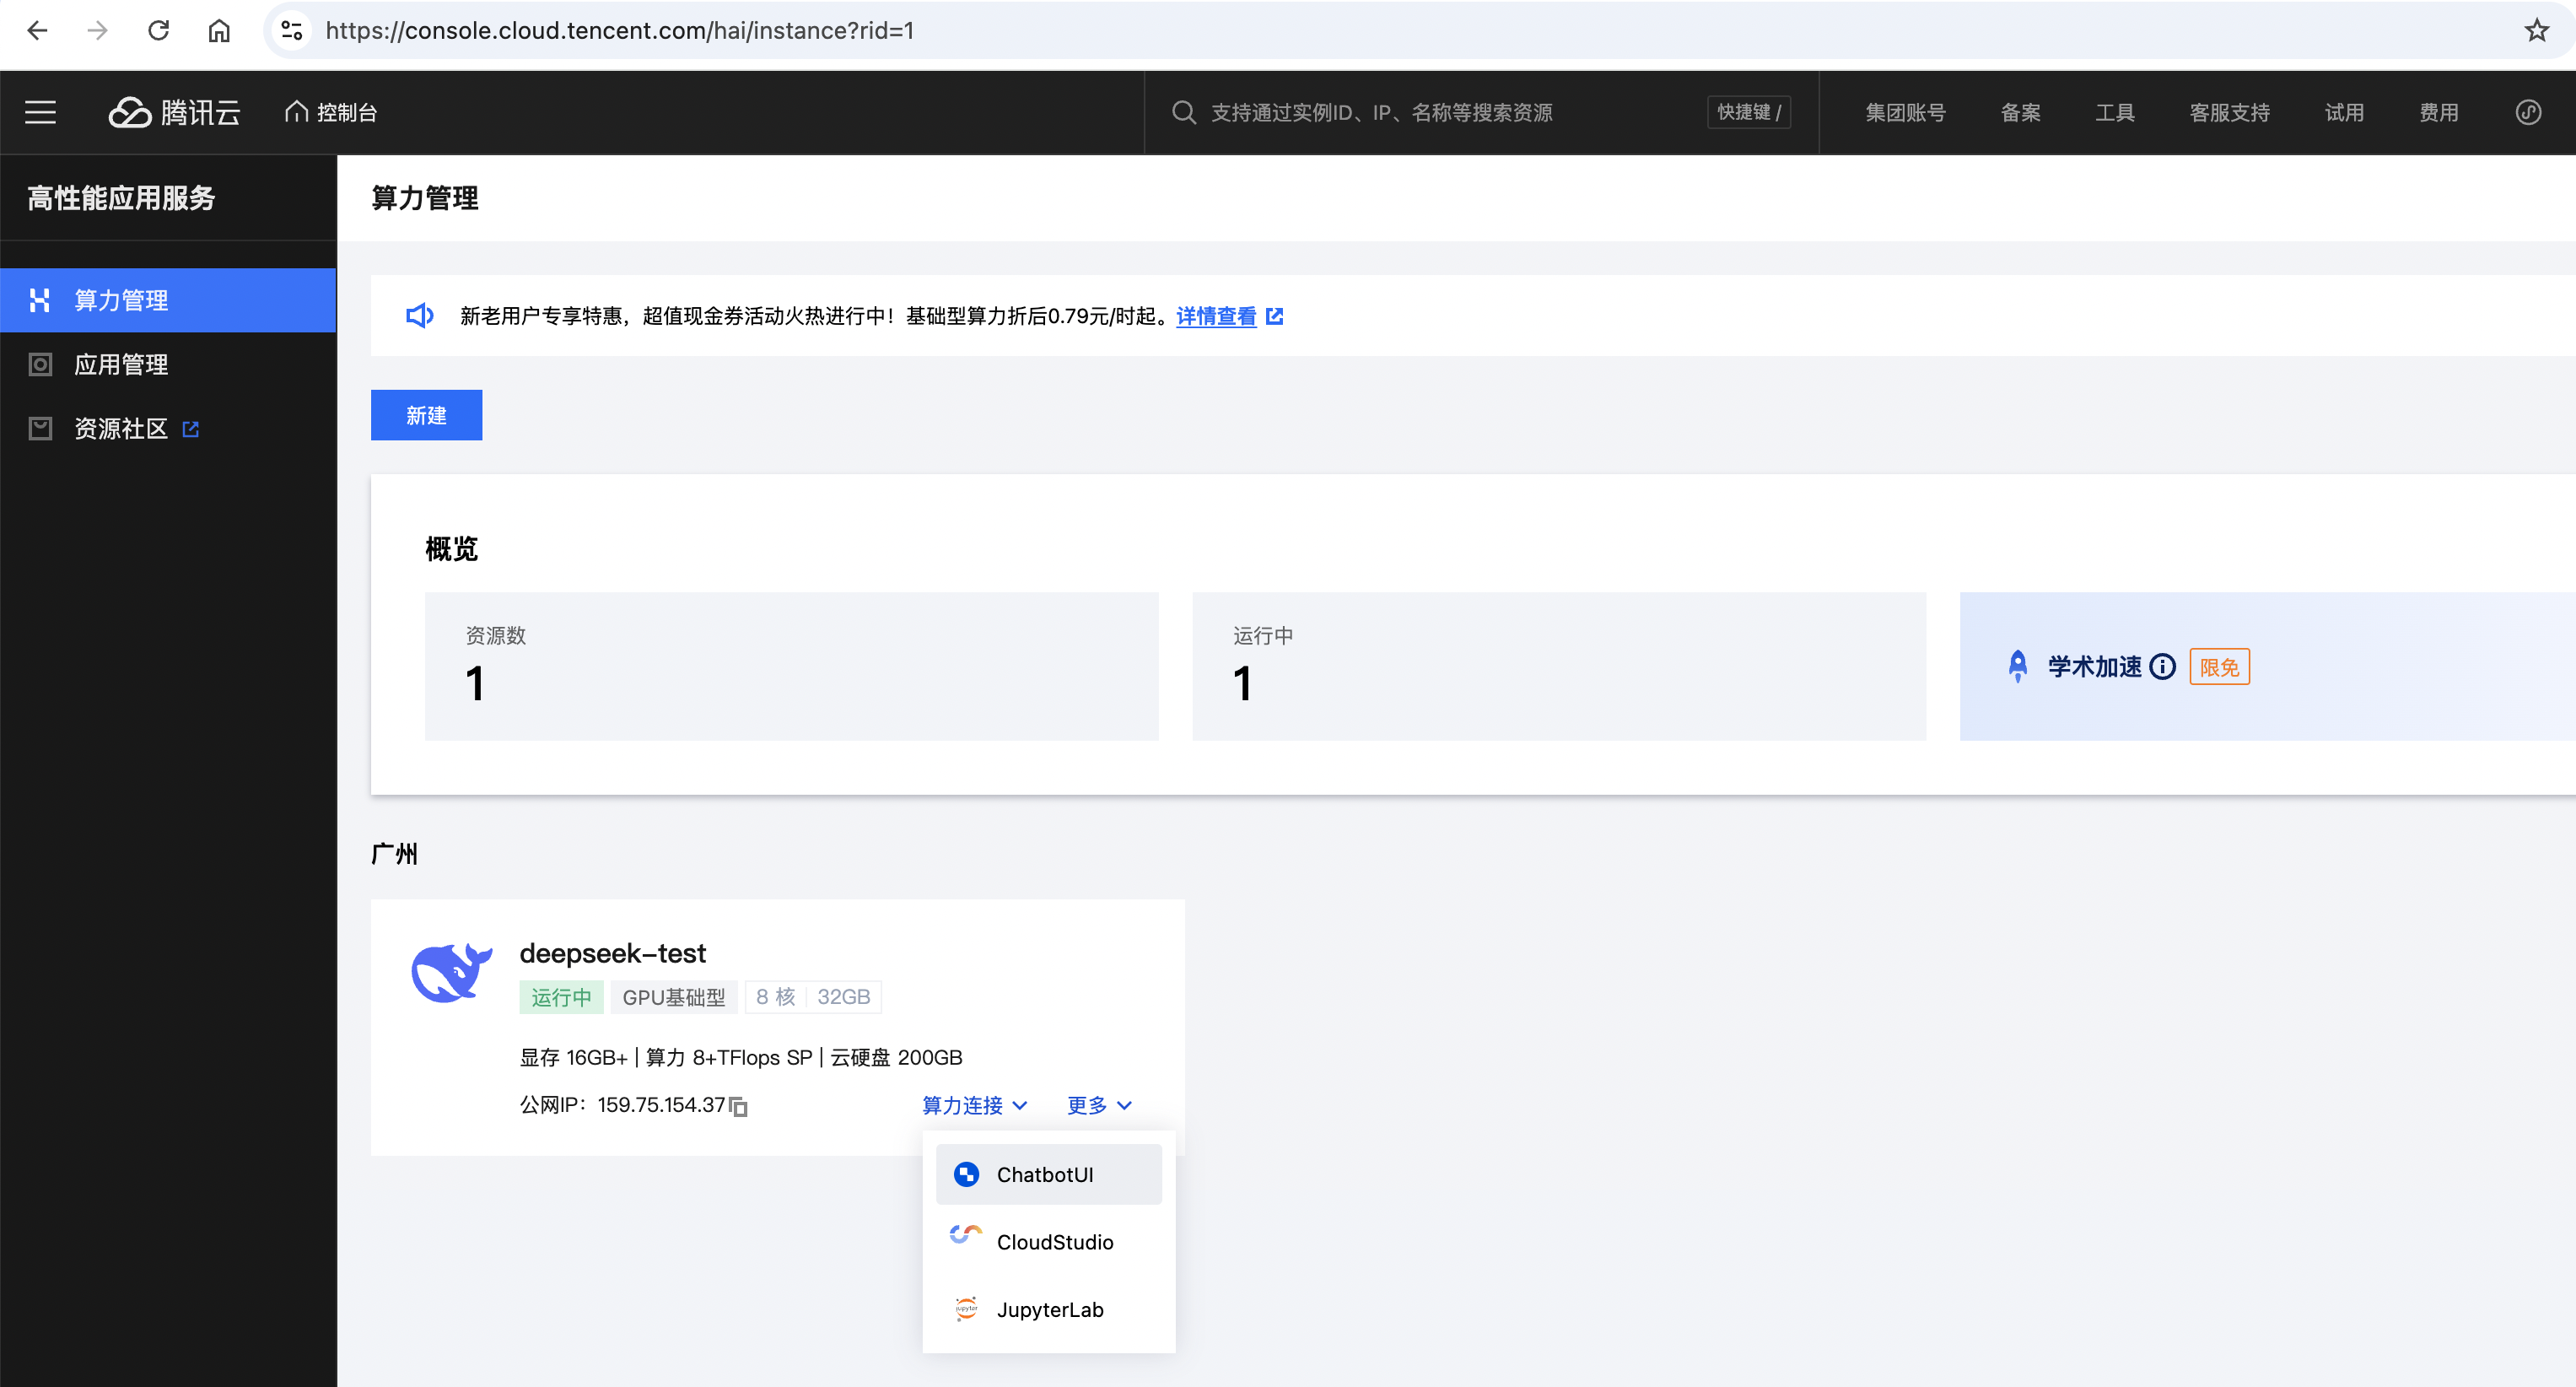 https://console.cloud.tencent.com/hai/instance?rid=1
腾讯云 控制台 支持通过实例ID、IP、名称等搜索资源 快捷键 / 集团账号 备案 工具 客服支持 试用 费用
高性能应用服务
算力管理
应用管理
资源社区
算力管理
新老用户专享特惠，超值现金券活动火热进行中！基础型算力折后0.79元/时起。详情查看
新建
概览
资源数
1
运行中
1
学术加速 限免
广州
deepseek-test
运行中 GPU基础型 8 核 32GB
显存 16GB+ | 算力 8+TFlops SP | 云硬盘 200GB
公网IP：159.75.154.37 算力连接 更多
ChatbotUI
CloudStudio
jupyter JupyterLab